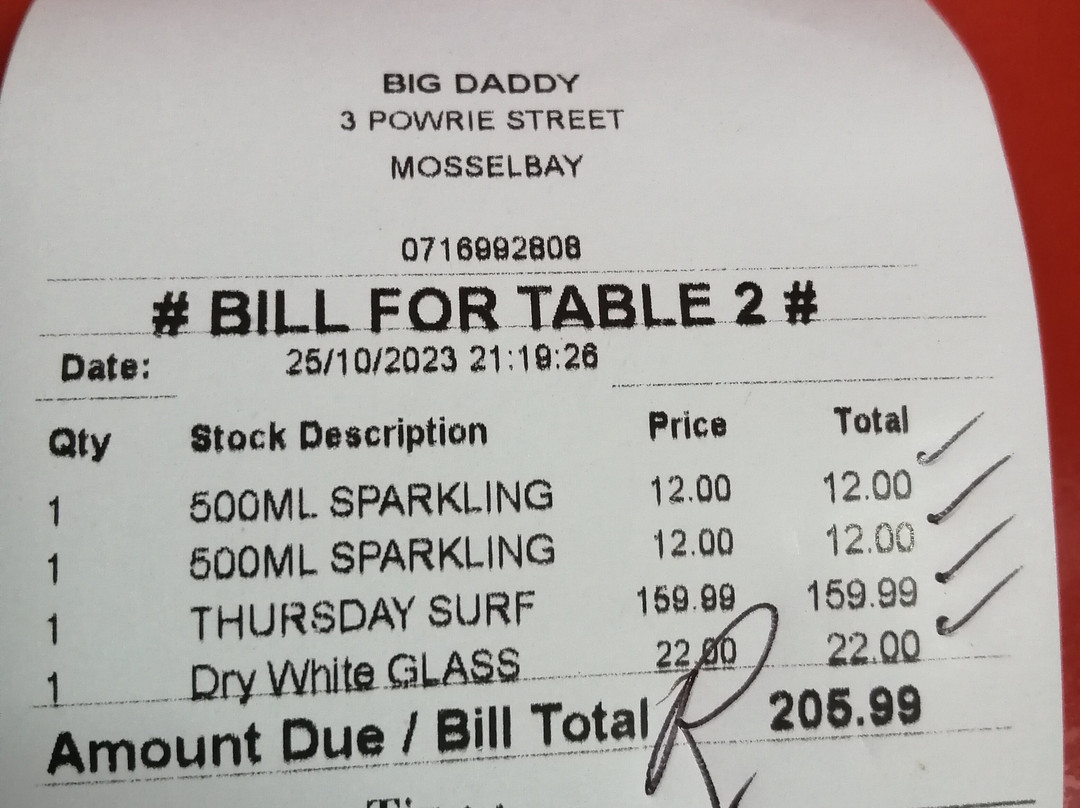 BIG DADDY
3 POWRIE STREET
MOSSELBAY
0716992808
# BILL FOR TABLE 2 #
Date: 25/10/2023 21:19:26
Qty Stock Description Price Total
1 500ML SPARKLING 12.00 12.00
1 500ML SPARKLING 12.00 12.00
1 THURSDAY SURF 159.99 159.99
1 Dry White GLASS 22.00 22.00
Amount Due / Bill Total R 205.99